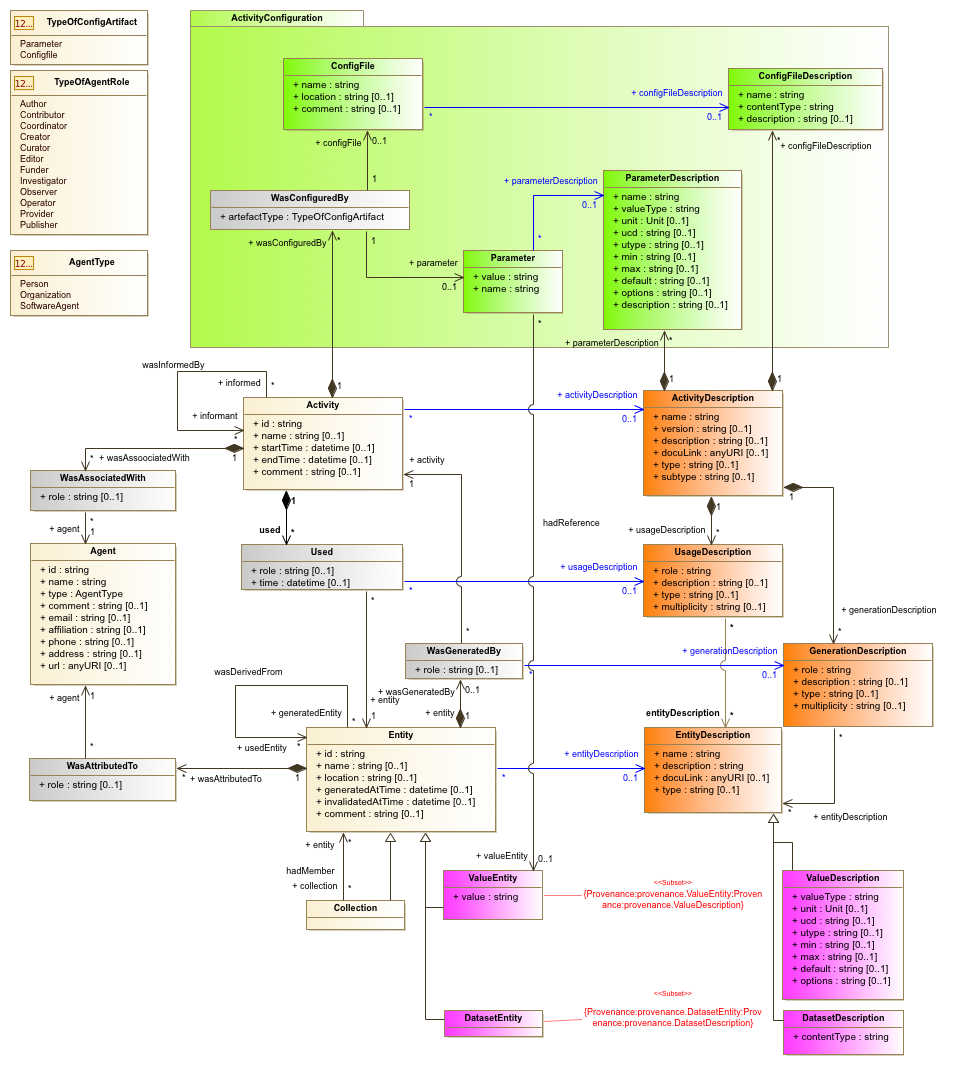 12...
TypeOfConfigArtifact
Parameter
Configfile
12...
TypeOfAgentRole
Author
Contributor
Coordinator
Creator
Curator
Editor
Funder
Investigator
Observer
Operator
Provider
Publisher
12...
AgentType
Person
Organization
SoftwareAgent
ActivityConfiguration
ConfigFile
+ name : string
+ location : string [0..1]
+ comment : string [0..1]
+ configFileDescription
*
0..1
ConfigFileDescription
+ name : string
+ contentType : string
+ description : string [0..1]
+ configFile
0..1
1
*
+ configFileDescription
WasConfiguredBy
+ artefactType : TypeOfConfigArtifact
+ wasConfiguredBy
*
1
+ parameter
0..1
+ parameterDescription
0..1
*
Parameter
+ value : string
+ name : string
*
ParameterDescription
+ name : string
+ valueType : string
+ unit : Unit [0..1]
+ ucd : string [0..1]
+ utype : string [0..1]
+ min : string [0..1]
+ max : string [0..1]
+ default : string [0..1]
+ options : string [0..1]
+ description : string [0..1]
+ parameterDescription
*
1
1
1
wasInformedBy
+ informed
*
+ informant
*
1
Activity
+ id : string
+ name : string [0..1]
+ startTime : datetime [0..1]
+ endTime : datetime [0..1]
+ comment : string [0..1]
*
+ activityDescription
0..1
ActivityDescription
+ name : string
+ version : string [0..1]
+ description : string [0..1]
+ docuLink : anyURI [0..1]
+ type : string [0..1]
+ subtype : string [0..1]
* + wasAssoociatedWith
WasAssociatedWith
+ role : string [0..1]
*
+ agent
1
+ activity
1
1
used
*
hadReference
1
+ usageDescription
*
1
Agent
+ id : string
+ name : string
+ type : AgentType
+ comment : string [0..1]
+ email : string [0..1]
+ affiliation : string [0..1]
+ phone : string [0..1]
+ address : string [0..1]
+ url : anyURI [0..1]
Used
+ role : string [0..1]
+ time : datetime [0..1]
*
+ usageDescription
0..1
UsageDescription
+ role : string
+ description : string [0..1]
+ type : string [0..1]
+ multiplicity : string [0..1]
*
*
*
+ generationDescription
*
WasGeneratedBy
+ role : string [0..1]
*
+ generationDescription
0..1
GenerationDescription
+ role : string
+ description : string [0..1]
+ type : string [0..1]
+ multiplicity : string [0..1]
*
wasDerivedFrom
+ generatedEntity
*
+ usedEntity
*
+ entity
1
+ wasGeneratedBy
0..1
+ entity
1
+ agent
1
*
WasAttributedTo
+ role : string [0..1]
*
+ wasAttributedTo
1
Entity
+ id : string
+ name : string [0..1]
+ location : string [0..1]
+ generatedAtTime : datetime [0..1]
+ invalidatedAtTime : datetime [0..1]
+ comment : string [0..1]
*
+ entityDescription
0..1
entityDescription
*
EntityDescription
+ name : string
+ description : string
+ docuLink : anyURI [0..1]
+ type : string [0..1]
*
+ entityDescription
+ entity
*
hadMember
+ collection
*
Collection
+ valueEntity
0..1
ValueEntity
+ value : string
<<Subset>>
{Provenance:provenance.ValueEntity:Proven
ance:provenance.ValueDescription}
ValueDescription
+ valueType : string
+ unit : Unit [0..1]
+ ucd : string [0..1]
+ utype : string [0..1]
+ min : string [0..1]
+ max : string [0..1]
+ default : string [0..1]
+ options : string [0..1]
DatasetEntity
<<Subset>>
{Provenance:provenance.DatasetEntity:Prov
enance:provenance.DatasetDescription}
DatasetDescription
+ contentType : string